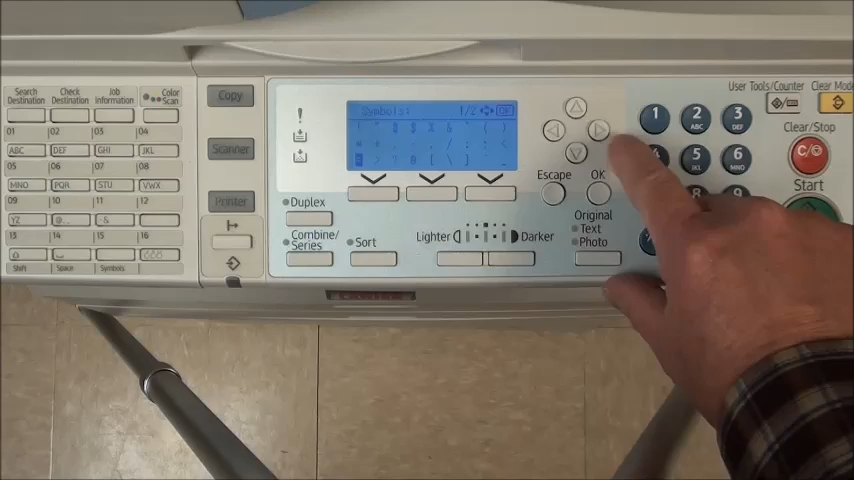 Search Destination
Check Destination
Job Information
Color Scan
01 02 03 04
ABC DEF GHI JKL
05 06 07 08
MNO PQR STU VWX
09 10 11 12
YZ @.. -&
13 14 15 16
Shift Space Symbols
Copy
Scanner
Printer
Symbols: 1/2 OK
Duplex
Combine/Series
Sort
Lighter Darker
Escape OK
Original
Text
Photo
User Tools/Counter
Clear Mode
1 2 ABC 3 DEF
5 JKL 6 MNO
Clear/Stop
C/
Start